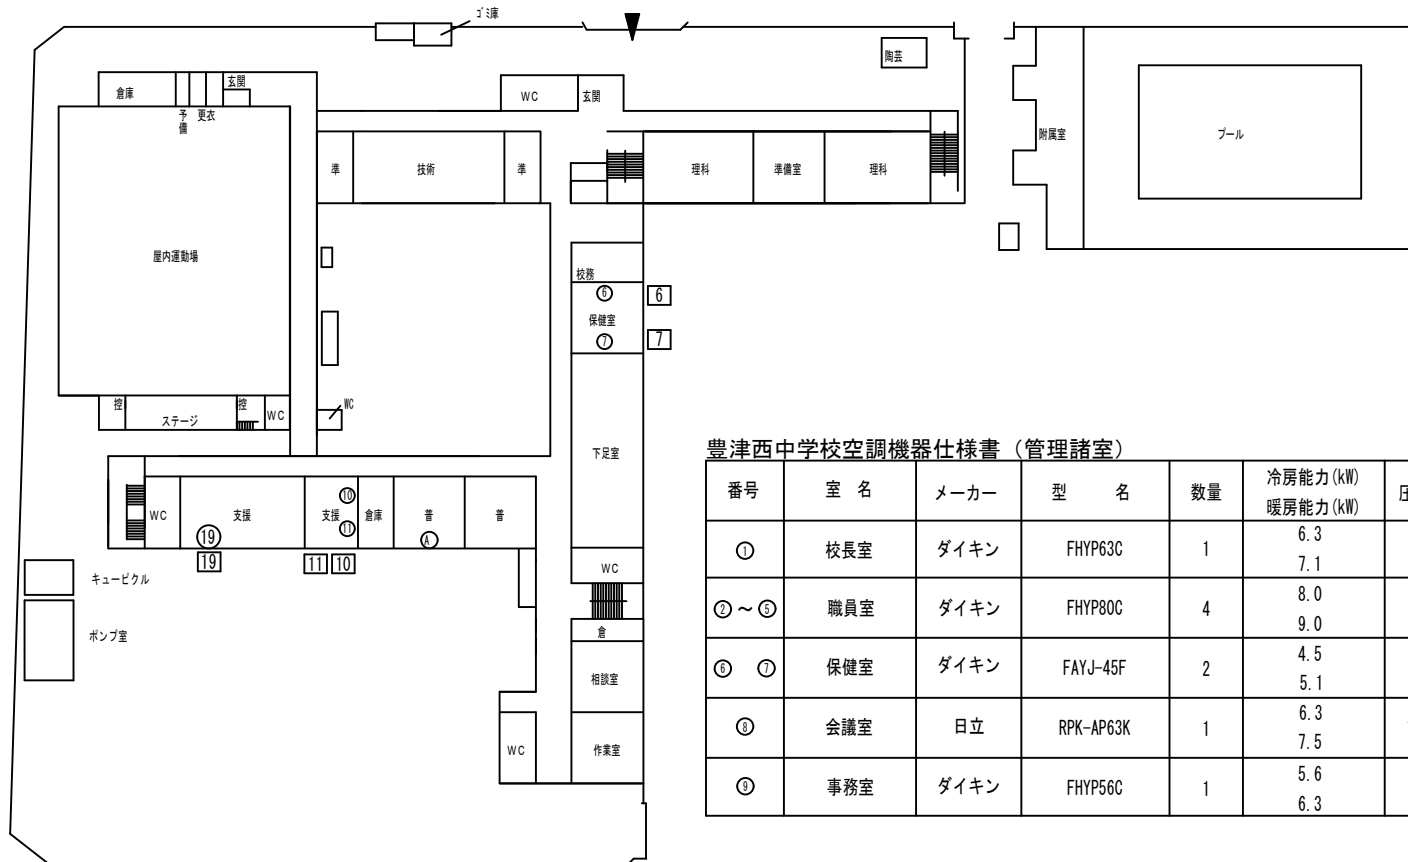 ゴミ庫
陶芸
倉庫
玄関
予備
更衣
WC
玄関
附属室
プール
準
技術
準
理科
準備室
理科
屋内運動場
校務
⑥
6
保健室
⑦
7
控
ステージ
控
WC
WC
下足室
豊津西中学校空調機器仕様書(管理諸室)
番号 室 名 メーカー 型 名 数量 冷房能力(kW)
暖房能力(kW)
① 校長室 ダイキン FHYP63C 1 6.3
7.1
②~⑤ 職員室 ダイキン FHYP80C 4 8.0
9.0
⑥ ⑦ 保健室 ダイキン FAYJ-45F 2 4.5
5.1
⑧ 会議室 日立 RPK-AP63K 1 6.3
7.5
⑨ 事務室 ダイキン FHYP56C 1 5.6
6.3
WC
支援
⑲
19
支援
⑩
⑪
11 10
倉庫
普
Ⓐ
普
WC
キュービクル
ポンプ室
倉
相談室
WC
作業室